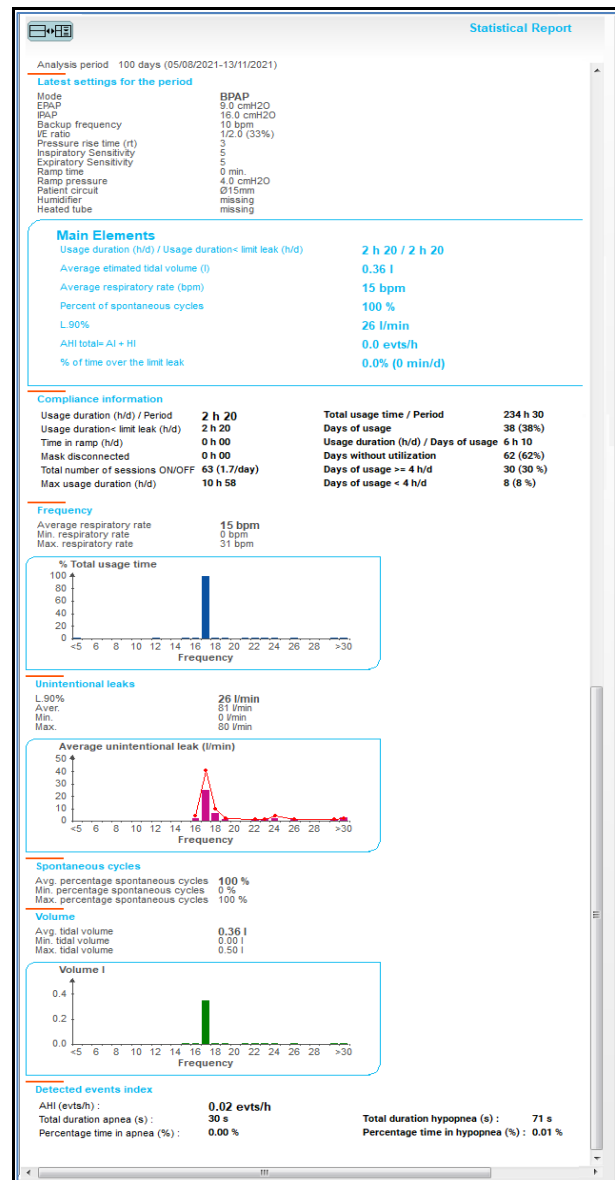 Statistical Report
Analysis period 100 days (05/08/2021-13/11/2021)
Latest settings for the period
Mode BPAP
EPAP 9.0 cmH2O
IPAP 16.0 cmH2O
Backup frequency 10 bpm
I/E ratio 1/2.0 (33%)
Pressure rise time (rt) 3
Inspiratory Sensitivity 5
Expiratory Sensitivity 5
Ramp time 0 min.
Ramp pressure 4.0 cmH2O
Patient circuit Ø15mm
Humidifier missing
Heated tube missing
Main Elements
Usage duration (h/d) / Usage duration< limit leak (h/d) 2 h 20 / 2 h 20
Average etimated tidal volume (l) 0.36 l
Average respiratory rate (bpm) 15 bpm
Percent of spontaneous cycles 100 %
L.90% 26 l/min
AHI total= AI + HI 0.0 evts/h
% of time over the limit leak 0.0% (0 min/d)
Compliance information
Usage duration (h/d) / Period 2 h 20 Total usage time / Period 234 h 30
Usage duration< limit leak (h/d) 2 h 20 Days of usage 38 (38%)
Time in ramp (h/d) 0 h 00 Usage duration (h/d) / Days of usage 6 h 10
Mask disconnected 0 h 00 Days without utilization 62 (62%)
Total number of sessions ON/OFF 63 (1.7/day) Days of usage >= 4 h/d 30 (30 %)
Max usage duration (h/d) 10 h 58 Days of usage < 4 h/d 8 (8 %)
Frequency
Average respiratory rate 15 bpm
Min. respiratory rate 0 bpm
Max. respiratory rate 31 bpm
% Total usage time
100
80
60
40
20
0
<5 6 8 10 12 14 16 18 20 22 24 26 28 >30
Frequency
Unintentional leaks
L.90% 26 l/min
Aver. 81 l/min
Min. 0 l/min
Max. 80 l/min
Average unintentional leak (l/min)
50
40
30
20
10
0
<5 6 8 10 12 14 16 18 20 22 24 26 28 >30
Frequency
Spontaneous cycles
Avg. percentage spontaneous cycles 100 %
Min. percentage spontaneous cycles 0 %
Max. percentage spontaneous cycles 100 %
Volume
Avg. tidal volume 0.36 l
Min. tidal volume 0.00 l
Max. tidal volume 0.50 l
Volume l
0.4
0.2
0.0
<5 6 8 10 12 14 16 18 20 22 24 26 28 >30
Frequency
Detected events index
AHI (evts/h) : 0.02 evts/h
Total duration apnea (s) : 30 s Total duration hypopnea (s) : 71 s
Percentage time in apnea (%) : 0.00 % Percentage time in hypopnea (%) : 0.01 %